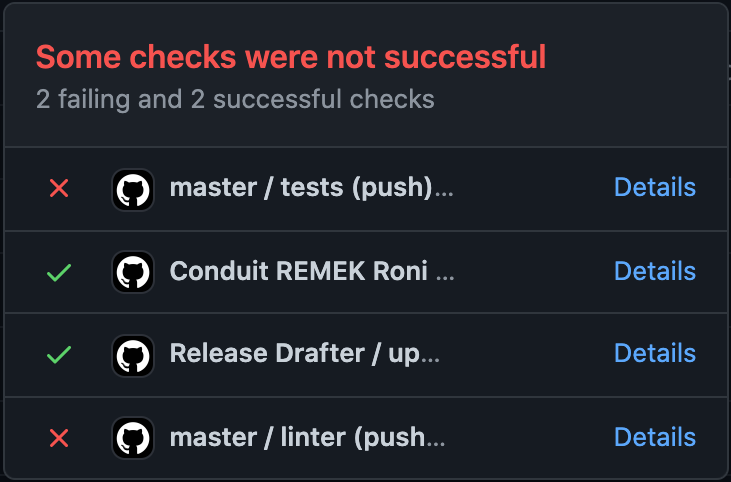 Some checks were not successful
2 failing and 2 successful checks
master / tests (push)... Details
Conduit REMEK Roni ... Details
Release Drafter / up... Details
master / linter (push... Details